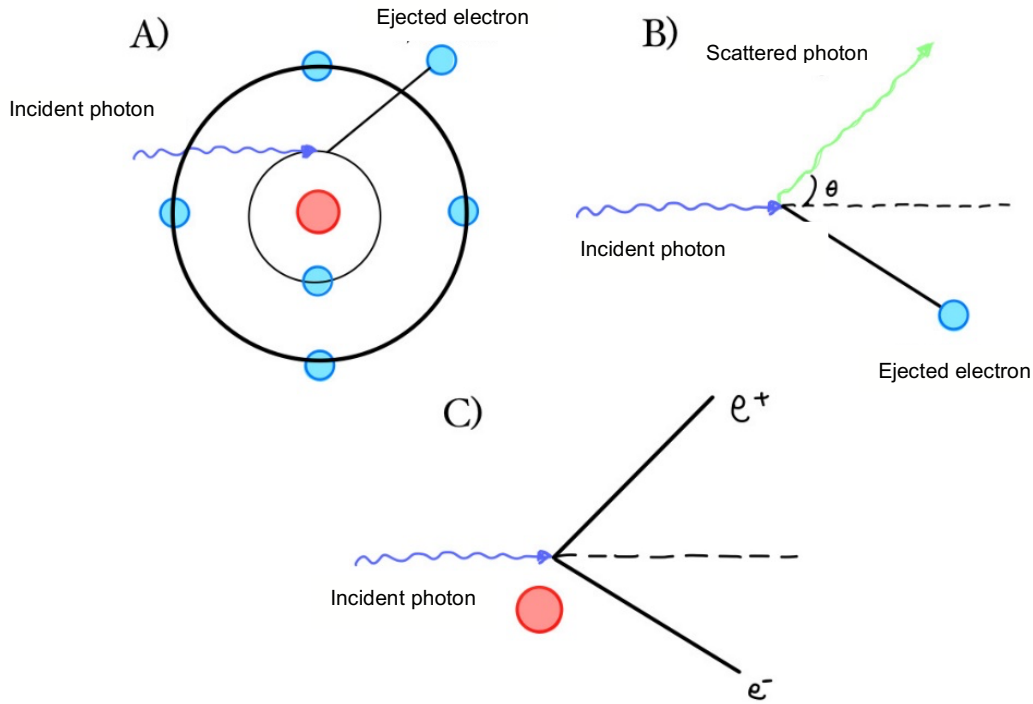 A)
Ejected electron
Incident photon
B)
Scattered photon
θ
Incident photon
Ejected electron
C)
e+
Incident photon
e-